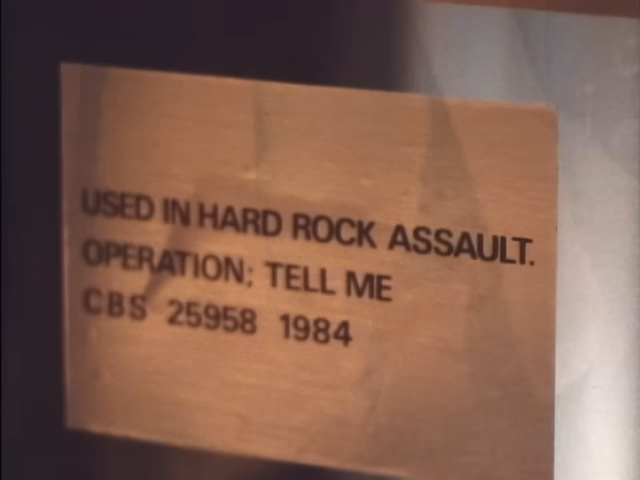 USED IN HARD ROCK ASSAULT.
OPERATION: TELL ME
CBS 25958 1984